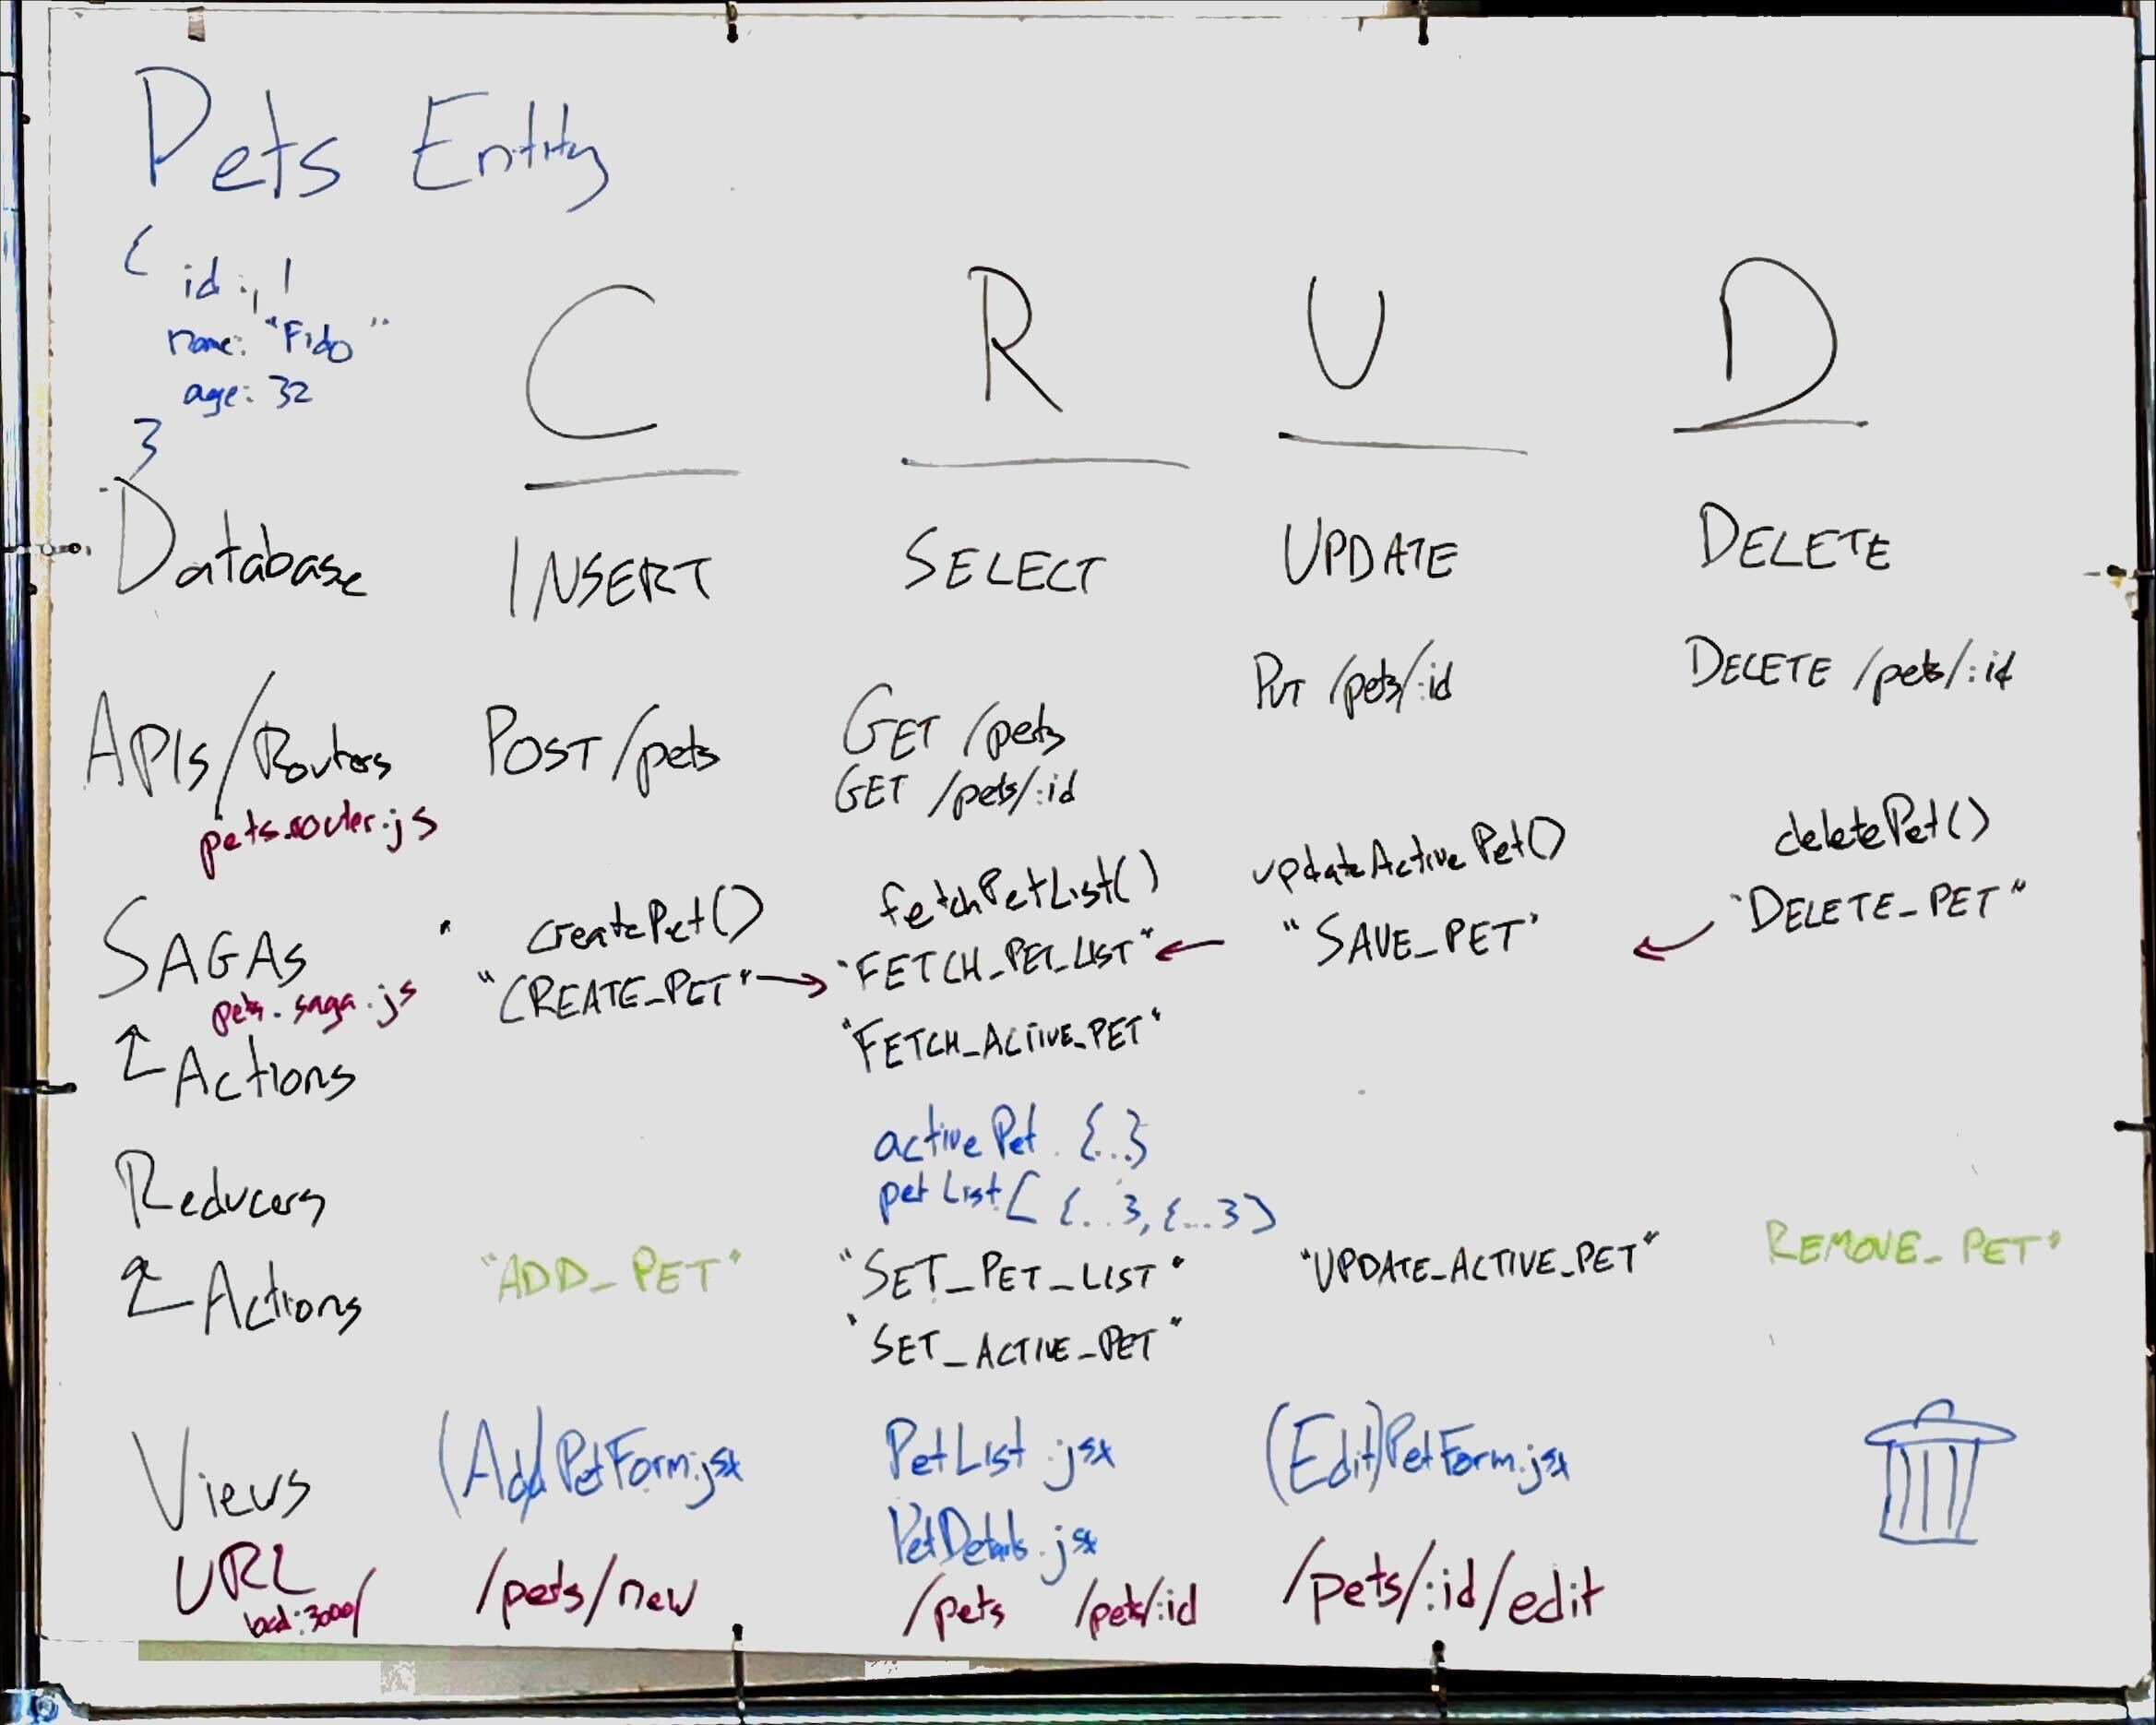 Pets Entity
{
id: 1
name: "Fido"
age: 32
}
C R U D
Database INSERT SELECT UPDATE DELETE
APIs/Routers POST /pets GET /pets PUT /pets/:id DELETE /pets/:id
GET /pets/:id
pets.router.js
createPet() fetchPetList() updateActivePet() deletePet()
SAGAs "CREATE_PET" → "FETCH_PET_LIST" ← "SAVE_PET" ← "DELETE_PET"
pets.saga.js
"FETCH_ACTIVE_PET"
Actions
activePet {...}
Reducers petList [ {...}, {...} ]
Actions "ADD_PET" "SET_PET_LIST" "UPDATE_ACTIVE_PET" REMOVE_PET"
"SET_ACTIVE_PET"
Views (Add)PetForm.jsx PetList.jsx (Edit)PetForm.jsx
PetDetails.jsx
URL /pets/new /pets /pets/:id /pets/:id/edit
local:3000/